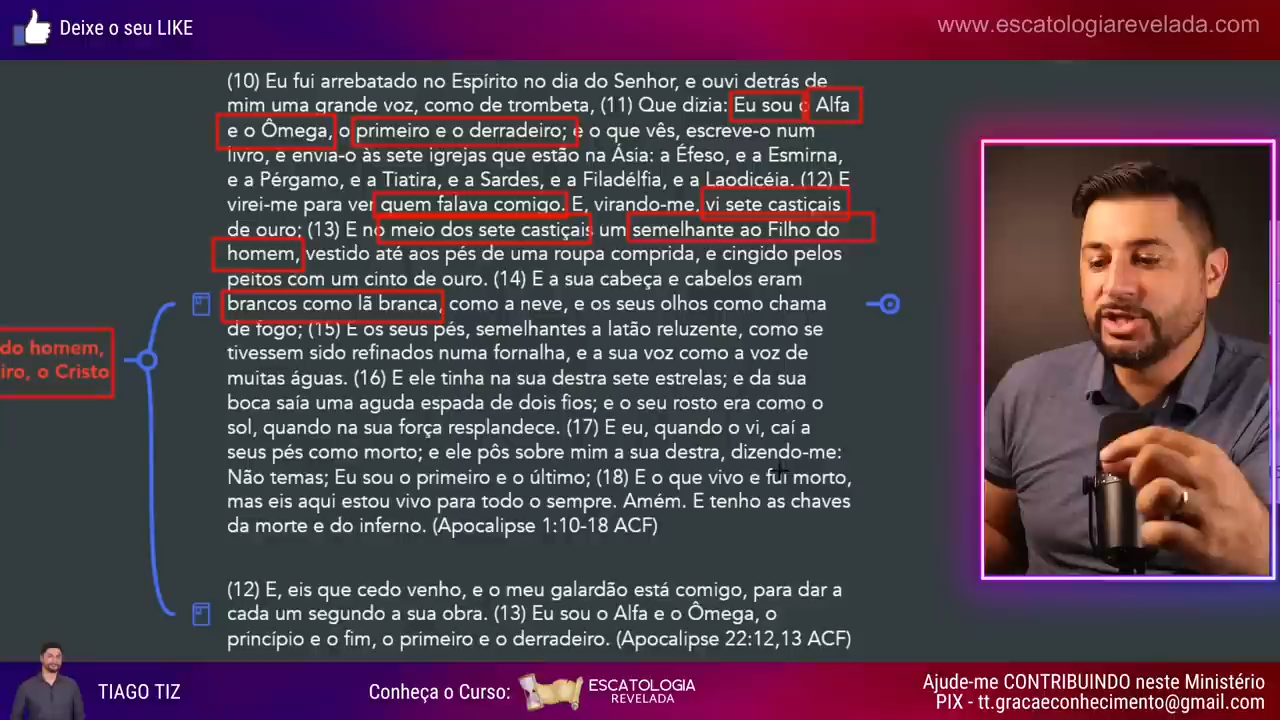 Deixe o seu LIKE
www.escatologiarevelada.com
(10) Eu fui arrebatado no Espírito no dia do Senhor, e ouvi detrás de
mim uma grande voz, como de trombeta, (11) Que dizia: Eu sou o Alfa
e o Ômega, o primeiro e o derradeiro; e o que vês, escreve-o num
livro, e envia-o às sete igrejas que estão na Ásia: a Éfeso, e a Esmirna,
e a Pérgamo, e a Tiatira, e a Sardes, e a Filadélfia, e a Laodicéia. (12) E
virei-me para ver quem falava comigo. E, virando-me, vi sete castiçais
de ouro; (13) E no meio dos sete castiçais um semelhante ao Filho do
homem, vestido até aos pés de uma roupa comprida, e cingido pelos
peitos com um cinto de ouro. (14) E a sua cabeça e cabelos eram
brancos como lã branca, como a neve, e os seus olhos como chama
de fogo; (15) E os seus pés, semelhantes a latão reluzente, como se
tivessem sido refinados numa fornalha, e a sua voz como a voz de
muitas águas. (16) E ele tinha na sua destra sete estrelas; e da sua
boca saía uma aguda espada de dois fios; e o seu rosto era como o
sol, quando na sua força resplandece. (17) E eu, quando o vi, caí a
seus pés como morto; e ele pôs sobre mim a sua destra, dizendo-me:
Não temas; Eu sou o primeiro e o último; (18) E o que vivo e fui morto,
mas eis aqui estou vivo para todo o sempre. Amém. E tenho as chaves
da morte e do inferno. (Apocalipse 1:10-18 ACF)
do homem,
iro, o Cristo
(12) E, eis que cedo venho, e o meu galardão está comigo, para dar a
cada um segundo a sua obra. (13) Eu sou o Alfa e o Ômega, o
princípio e o fim, o primeiro e o derradeiro. (Apocalipse 22:12,13 ACF)
TIAGO TIZ
Conheça o Curso:
ESCATOLOGIA
REVELADA
Ajude-me CONTRIBUINDO neste Ministério
PIX - tt.gracaeconhecimento@gmail.com